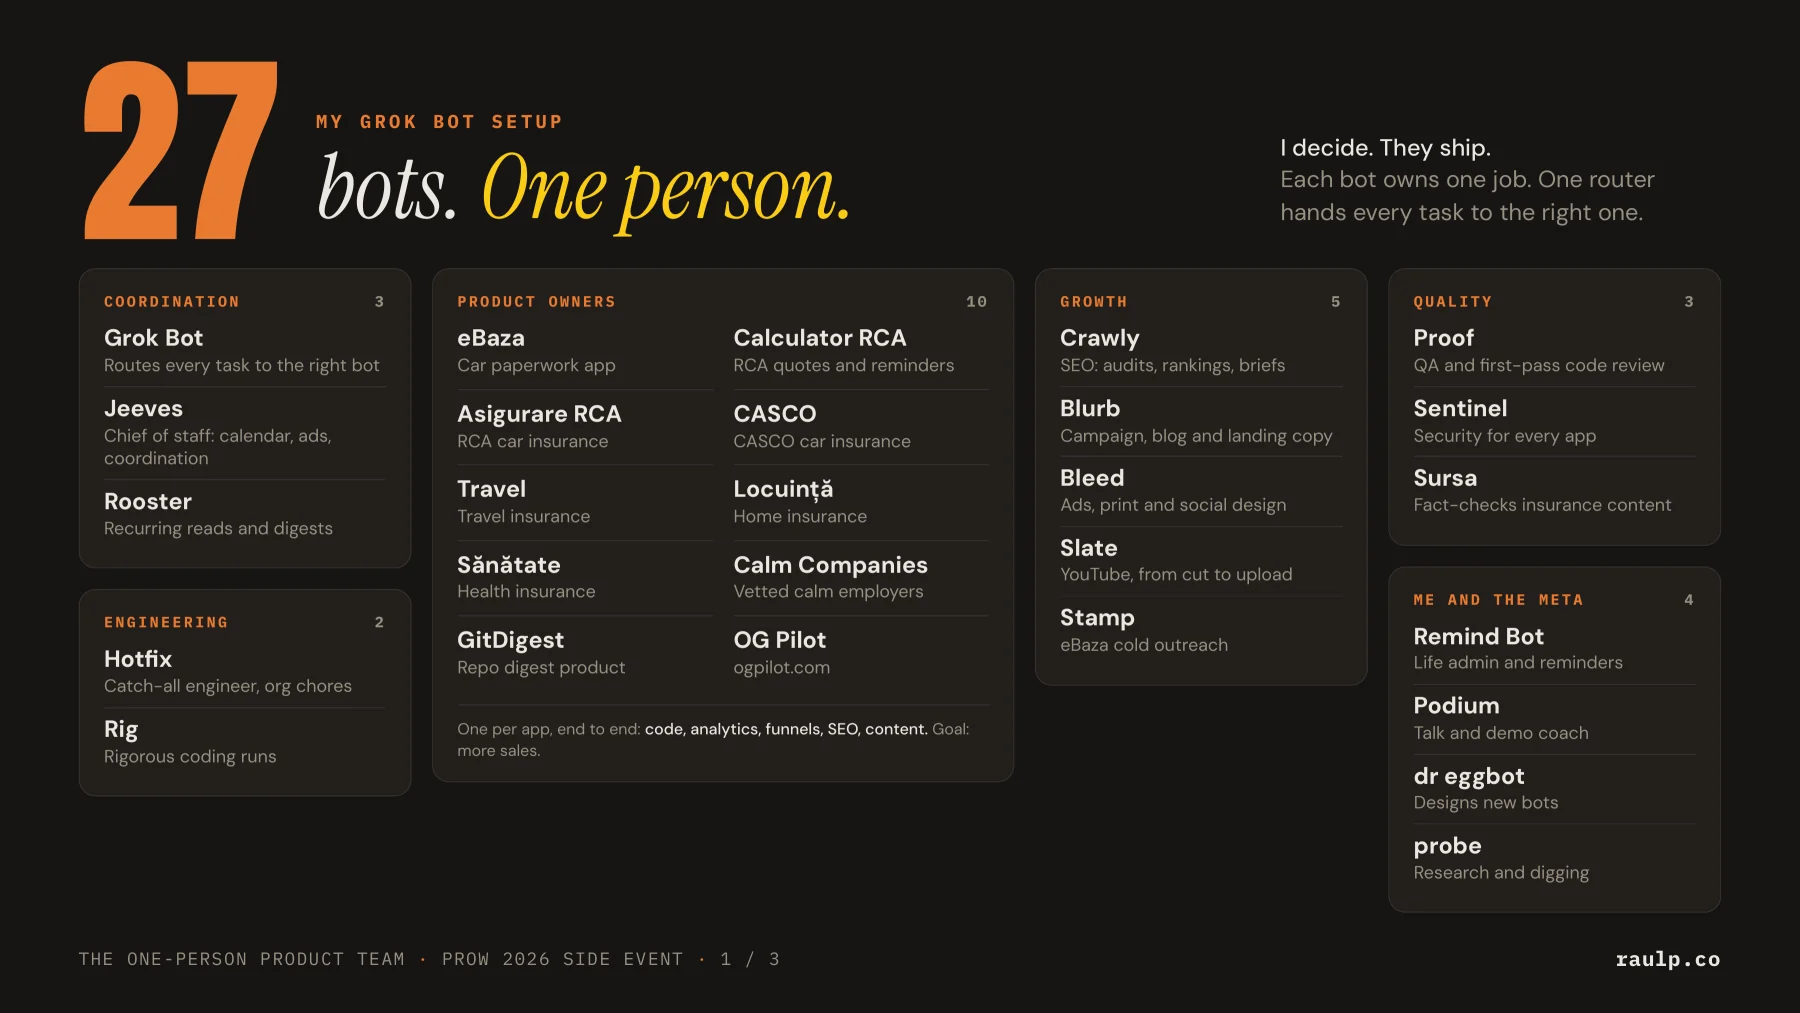 27
MY GROK BOT SETUP
bots. One person.
I decide. They ship.
Each bot owns one job. One router
hands every task to the right one.
COORDINATION 3
Grok Bot
Routes every task to the right bot
Jeeves
Chief of staff: calendar, ads,
coordination
Rooster
Recurring reads and digests
ENGINEERING 2
Hotfix
Catch-all engineer, org chores
Rig
Rigorous coding runs
PRODUCT OWNERS 10
eBaza
Car paperwork app
Asigurare RCA
RCA car insurance
Travel
Travel insurance
Sănătate
Health insurance
GitDigest
Repo digest product
Calculator RCA
RCA quotes and reminders
CASCO
CASCO car insurance
Locuință
Home insurance
Calm Companies
Vetted calm employers
OG Pilot
ogpilot.com
One per app, end to end: code, analytics, funnels, SEO, content. Goal:
more sales.
GROWTH 5
Crawly
SEO: audits, rankings, briefs
Blurb
Campaign, blog and landing copy
Bleed
Ads, print and social design
Slate
YouTube, from cut to upload
Stamp
eBaza cold outreach
QUALITY 3
Proof
QA and first-pass code review
Sentinel
Security for every app
Sursa
Fact-checks insurance content
ME AND THE META 4
Remind Bot
Life admin and reminders
Podium
Talk and demo coach
dr eggbot
Designs new bots
probe
Research and digging
THE ONE-PERSON PRODUCT TEAM · PROW 2026 SIDE EVENT · 1 / 3
raulp.co